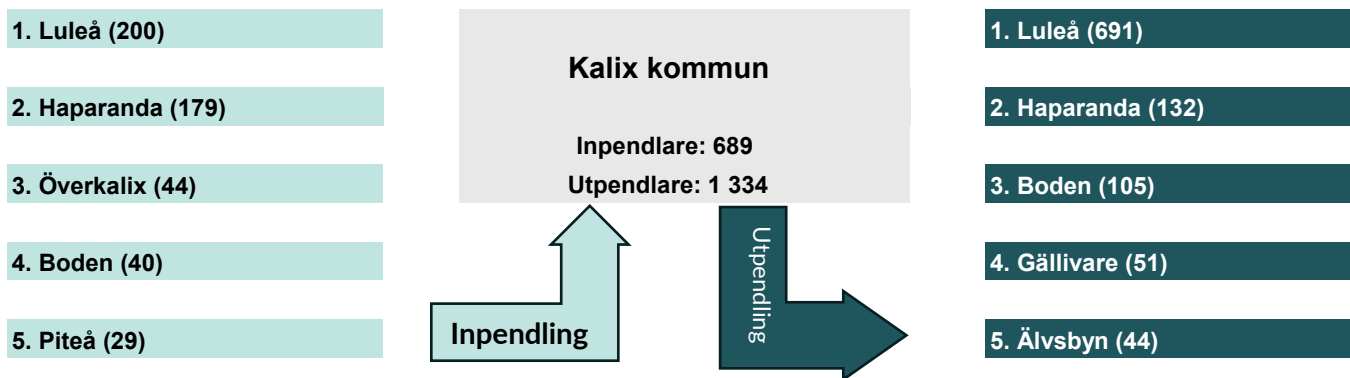 1. Luleå (200)
2. Haparanda (179)
3. Överkalix (44)
4. Boden (40)
5. Piteå (29)
Kalix kommun
Inpendlare: 689
Utpendlare: 1 334
Inpendling
Utpendling
1. Luleå (691)
2. Haparanda (132)
3. Boden (105)
4. Gällivare (51)
5. Älvsbyn (44)